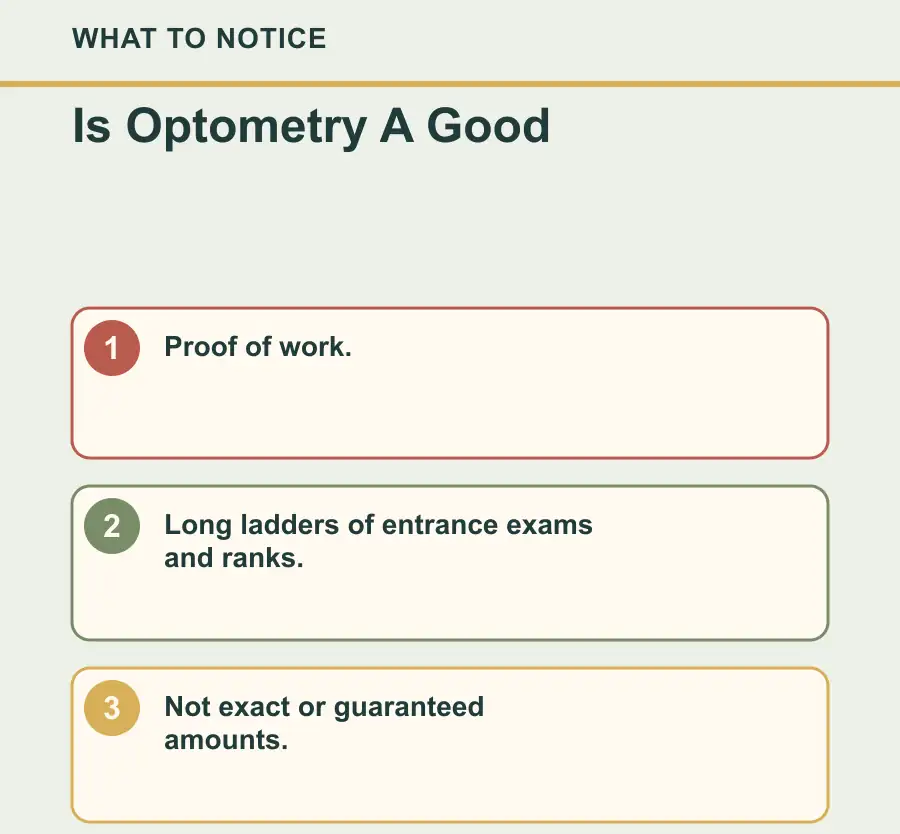 WHAT TO NOTICE
Is Optometry A Good
1
Proof of work.
2
Long ladders of entrance exams
and ranks.
3
Not exact or guaranteed
amounts.